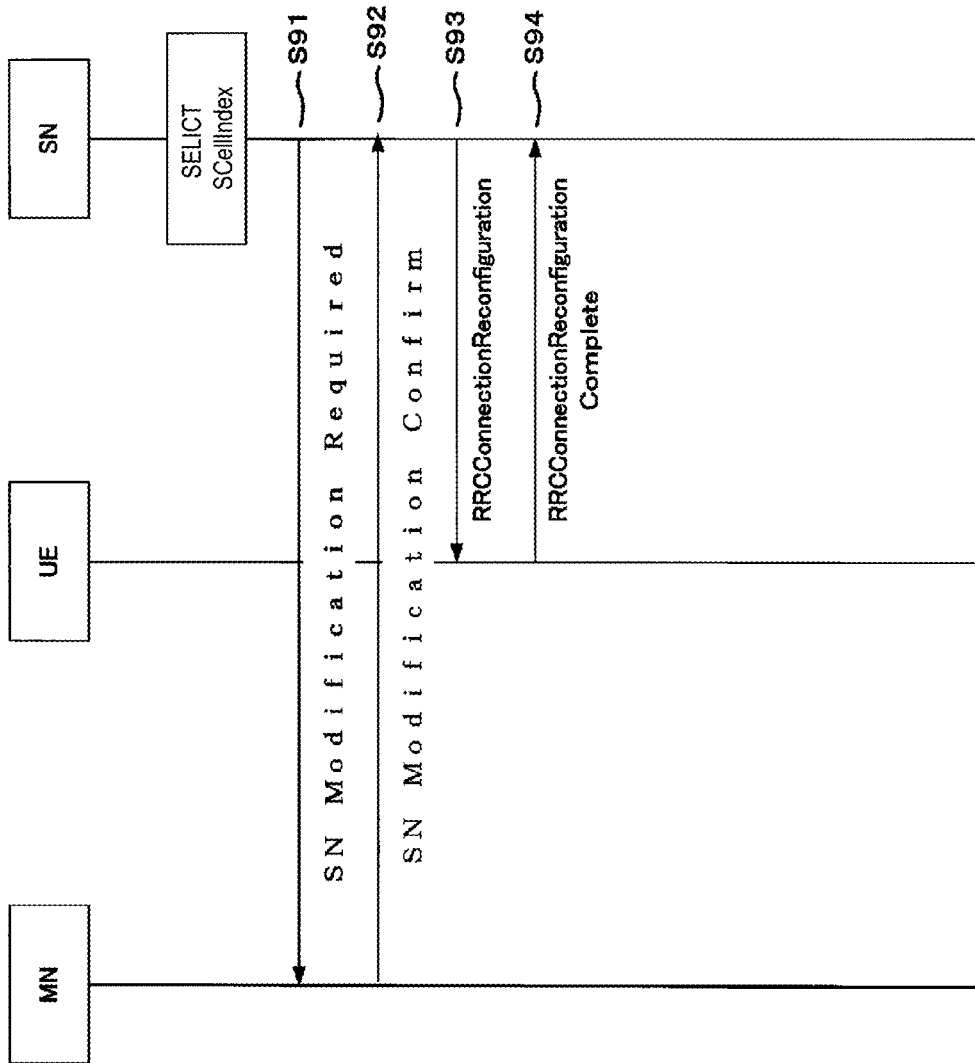 MN
UE
SN
SELICT
SCellIndex
SN Modification Required
S91
SN Modification Confirm
S92
RRCConnectionReconfiguration
S93
RRCConnectionReconfiguration
Complete
S94